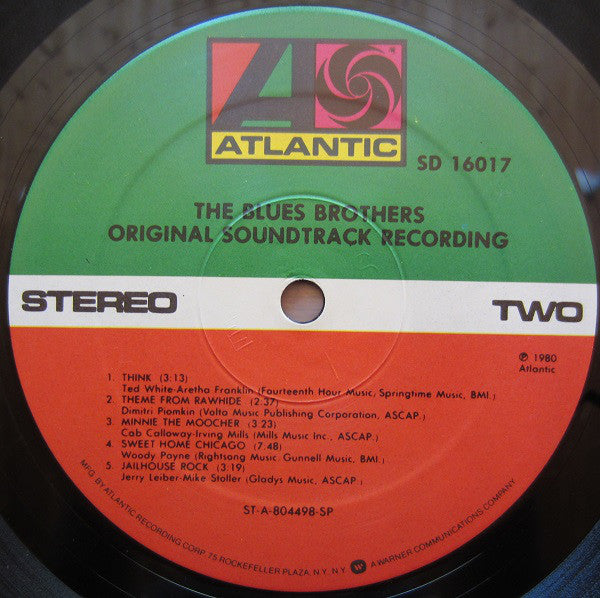 ATLANTIC
SD 16017
THE BLUES BROTHERS
ORIGINAL SOUNDTRACK RECORDING
STEREO
TWO
℗ 1980
Atlantic
1. THINK (3:13)
Ted White-Aretha Franklin (Fourteenth Hour Music, Springtime Music, BMI.)
2. THEME FROM RAWHIDE (2:37)
Dimitri Piomkin (Volta Music Publishing Corporation, ASCAP.)
3. MINNIE THE MOOCHER (3:23)
Cab Calloway-Irving Mills (Mills Music Inc., ASCAP.)
4. SWEET HOME CHICAGO (7:48)
Woody Payne (Rightsong Music. Gunnell Music, BMI.)
5. JAILHOUSE ROCK (3:19)
Jerry Leiber-Mike Stoller (Gladys Music, ASCAP.)
ST-A-804498-SP
MFG. BY ATLANTIC RECORDING CORP. 75 ROCKEFELLER PLAZA, N.Y. N.Y. W A WARNER COMMUNICATIONS COMPANY